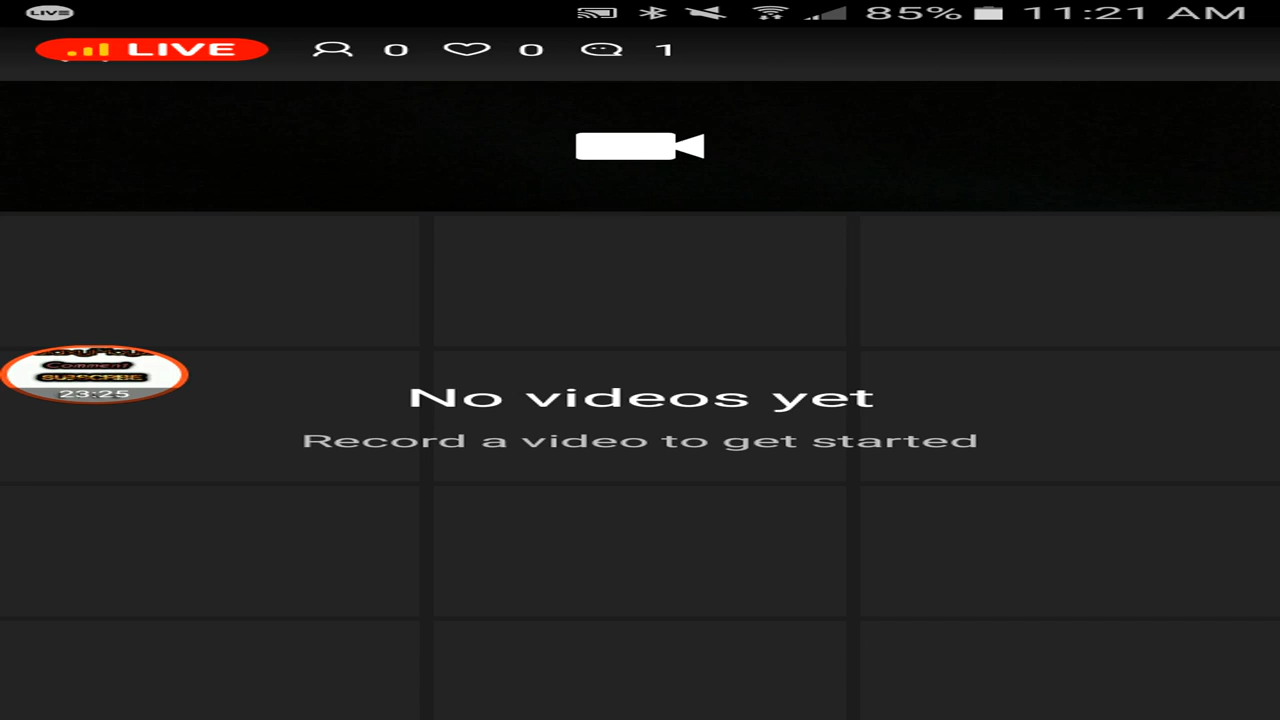 LIVE 85% 11:21 AM
LIVE 0 0 1
Comment
SUBSCRIBE
23:25
No videos yet
Record a video to get started